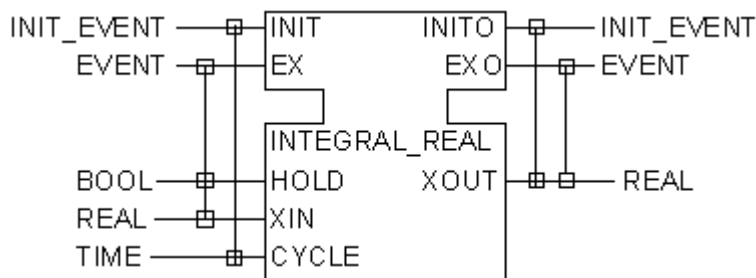 INIT_EVENT INIT INITO INIT_EVENT
EVENT EX EXO EVENT
INTEGRAL_REAL
BOOL HOLD XOUT REAL
REAL XIN
TIME CYCLE